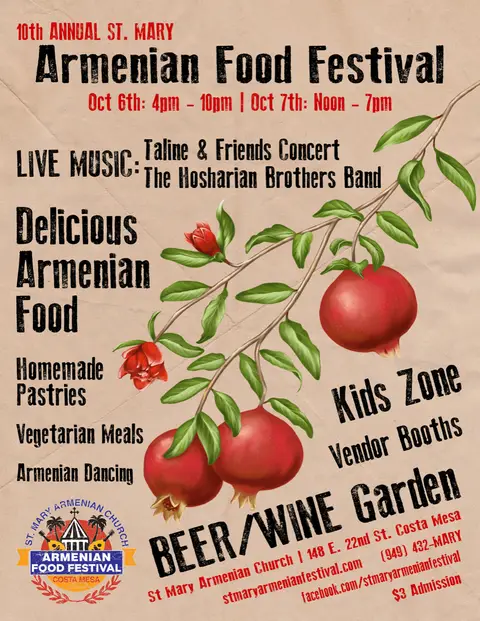 10th ANNUAL ST. MARY
Armenian Food Festival
Oct 6th: 4pm - 10pm | Oct 7th: Noon - 7pm
LIVE MUSIC: Taline & Friends Concert
The Hosharian Brothers Band
Delicious
Armenian
Food
Homemade
Pastries
Vegetarian Meals
Armenian Dancing
Kids Zone
Vendor Booths
BEER/WINE Garden
St Mary Armenian Church | 148 E. 22nd St. Costa Mesa
stmaryarmenianfestival.com (949) 432-MARY
facebook.com/stmaryarmenianfestival
$3 Admission
ST. MARY ARMENIAN CHURCH
ARMENIAN
FOOD FESTIVAL
COSTA MESA